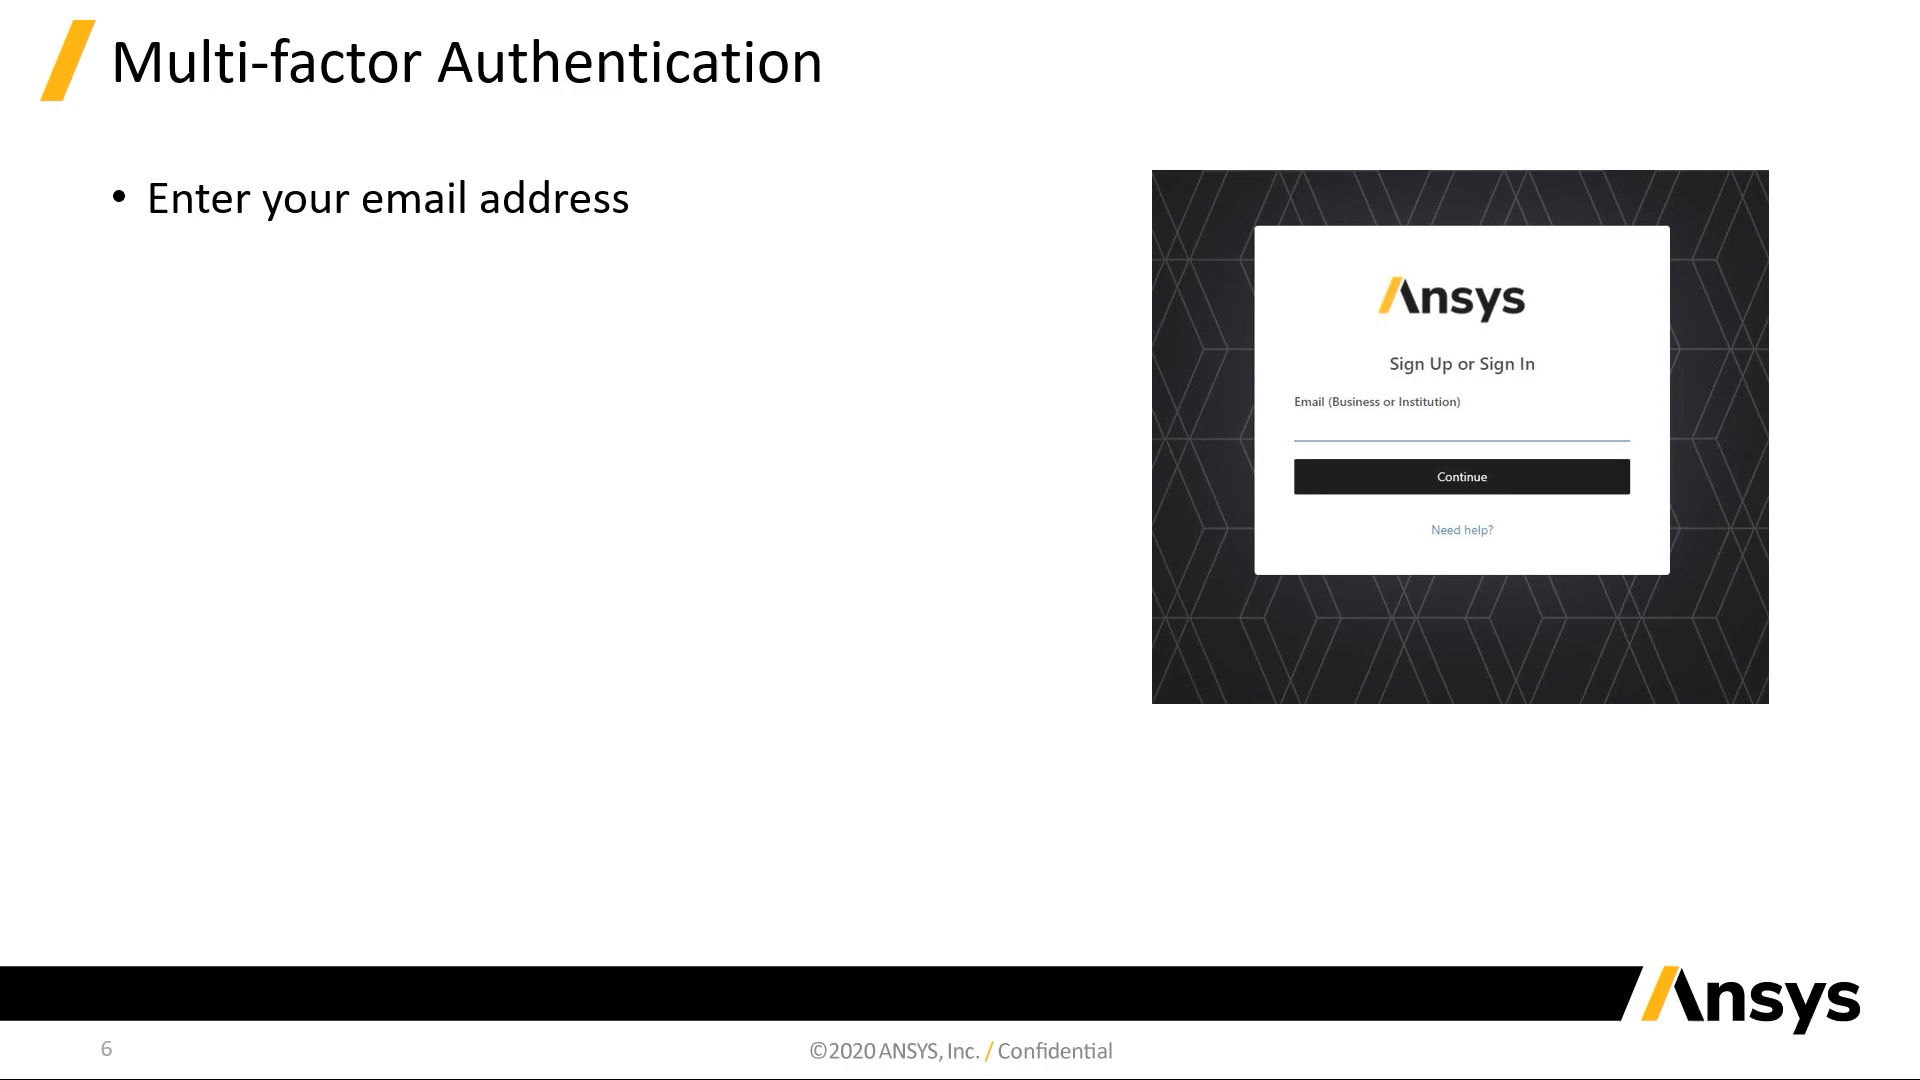 Multi-factor Authentication
• Enter your email address
Ansys
Sign Up or Sign In
Email (Business or Institution)
Continue
Need help?
Ansys
6
©2020 ANSYS, Inc. / Confidential